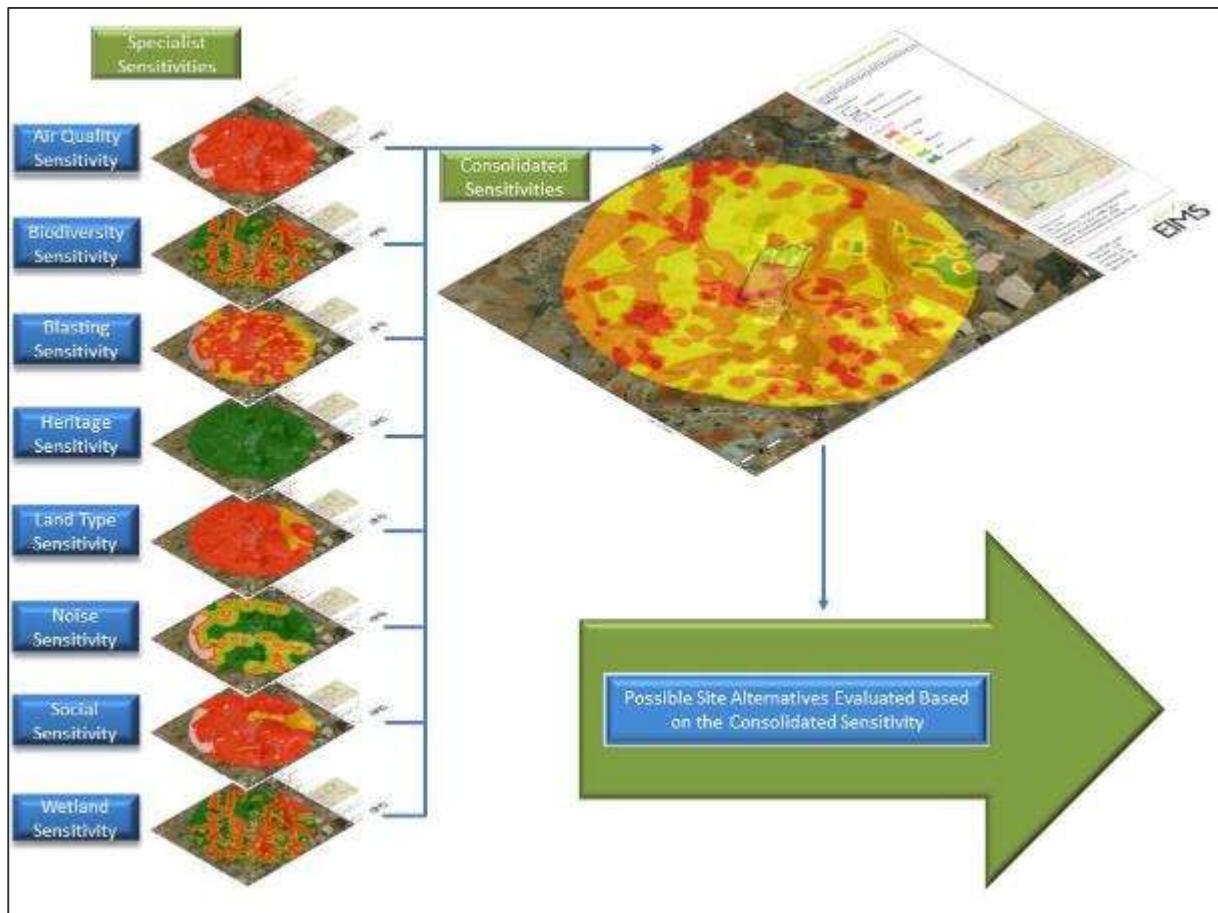 Specialist
Sensitivities
Air Quality
Sensitivity
Biodiversity
Sensitivity
Blasting
Sensitivity
Heritage
Sensitivity
Land Type
Sensitivity
Noise
Sensitivity
Social
Sensitivity
Wetland
Sensitivity
Consolidated
Sensitivities
EIMS
Possible Site Alternatives Evaluated Based
on the Consolidated Sensitivity